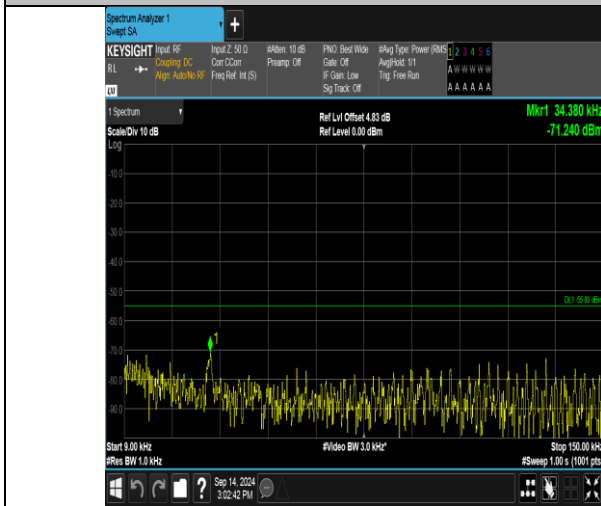 Spectrum Analyzer 1
Swept SA
+
KEYSIGHT Input: RF Input Z: 50 Ω #Atten: 10 dB PNO: Best Wide #Avg Type: Power (RMS 1 2 3 4 5 6
RL Coupling: DC Corr CCorr Preamp: Off Gate: Off Avg|Hold: 1/1 A W W W W W
Align: Auto/No RF Freq Ref: Int (S) IF Gain: Low Trig: Free Run
Sig Track: Off A A A A A A
1 Spectrum Ref Lvl Offset 4.83 dB Mkr1 34.380 kHz
Scale/Div 10 dB Ref Level 0.00 dBm -71.240 dBm
Log
-10.0
-20.0
-30.0
-40.0
-50.0
DL1 -55.00 dBm
-60.0
1
-70.0
-80.0
-90.0
Start 9.00 kHz #Video BW 3.0 kHz* Stop 150.00 kHz
#Res BW 1.0 kHz #Sweep 1.00 s (1001 pts
? Sep 14, 2024
3:02:42 PM